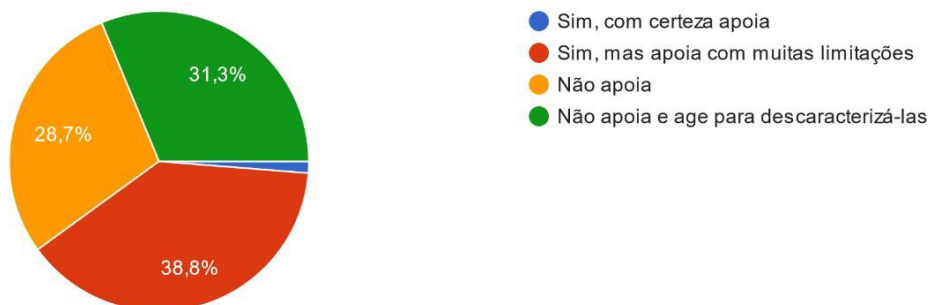 31,3%
28,7%
38,8%
Sim, com certeza apoia
Sim, mas apoia com muitas limitações
Não apoia
Não apoia e age para descaracterizá-las